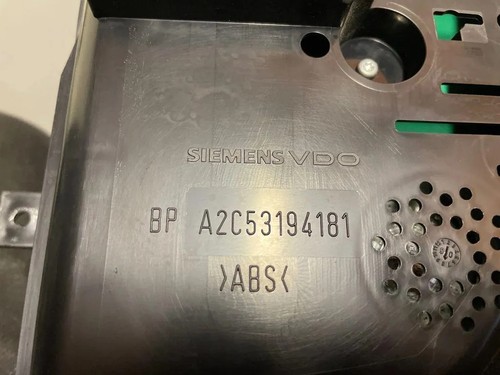 SIEMENS VDO
BP A2C53194181
>ABS<